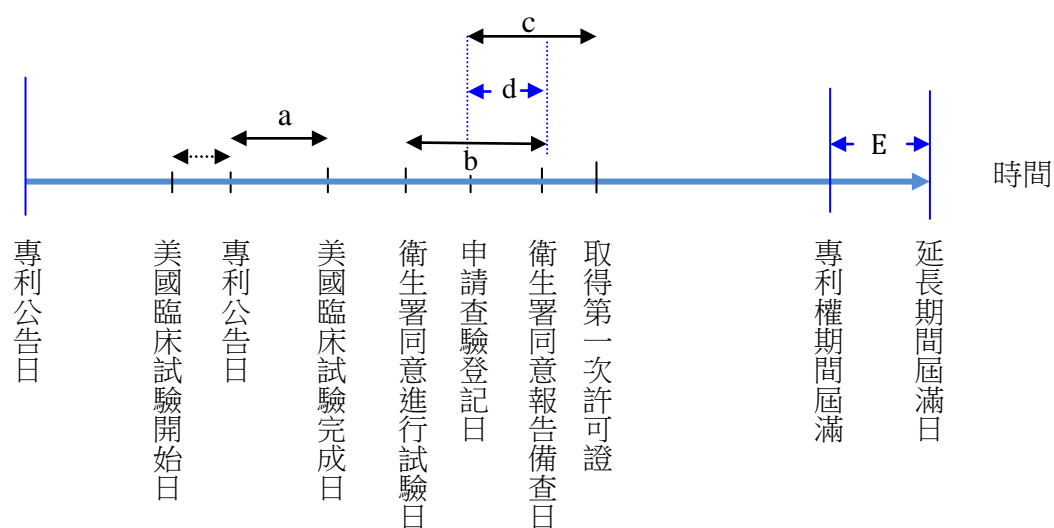 c
d
a
b
E
時間
專利公告日
美國臨床試驗開始日
專利公告日
美國臨床試驗完成日
衛生署同意進行試驗日
申請查驗登記日
衛生署同意報告備查日
取得第一次許可證
專利權期間屆滿
延長期間屆滿日